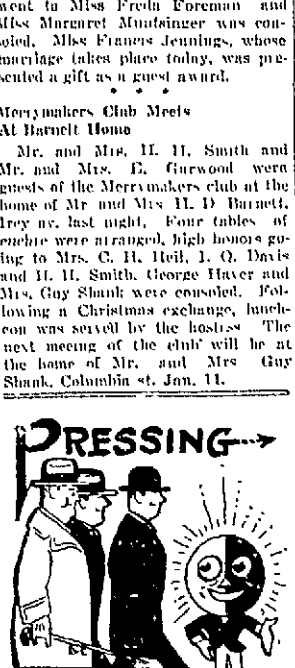 went to Miss Freda Foreman and
Miss Margaret Muntsinger was con-
soled. Miss Francis Jennings, whose
marriage takes place today, was pre-
sented a gift as a guest award.
* * *
Merrymakers Club Meets
At Barnett Home
Mr. and Mrs. H. H. Smith and
Mr. and Mrs. E. Garwood were
guests of the Merrymakers club at the
home of Mr and Mrs H. D Barnett,
Irey av. last night. Four tables of
euchre were arranged, high honors go-
ing to Mrs. C. H. Heil, I. O. Davis
and H. H. Smith. George Haver and
Mrs. Guy Shank were consoled. Fol-
lowing a Christmas exchange, lunch-
eon was served by the hostess The
next meeting of the club will be at
the home of Mr. and Mrs Guy
Shank, Columbia st. Jan. 11.
PRESSING